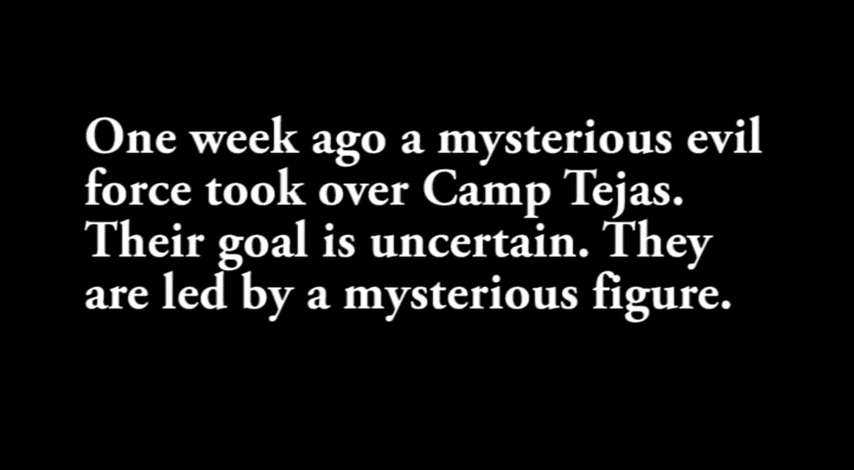 One week ago a mysterious evil
force took over Camp Tejas.
Their goal is uncertain. They
are led by a mysterious figure.